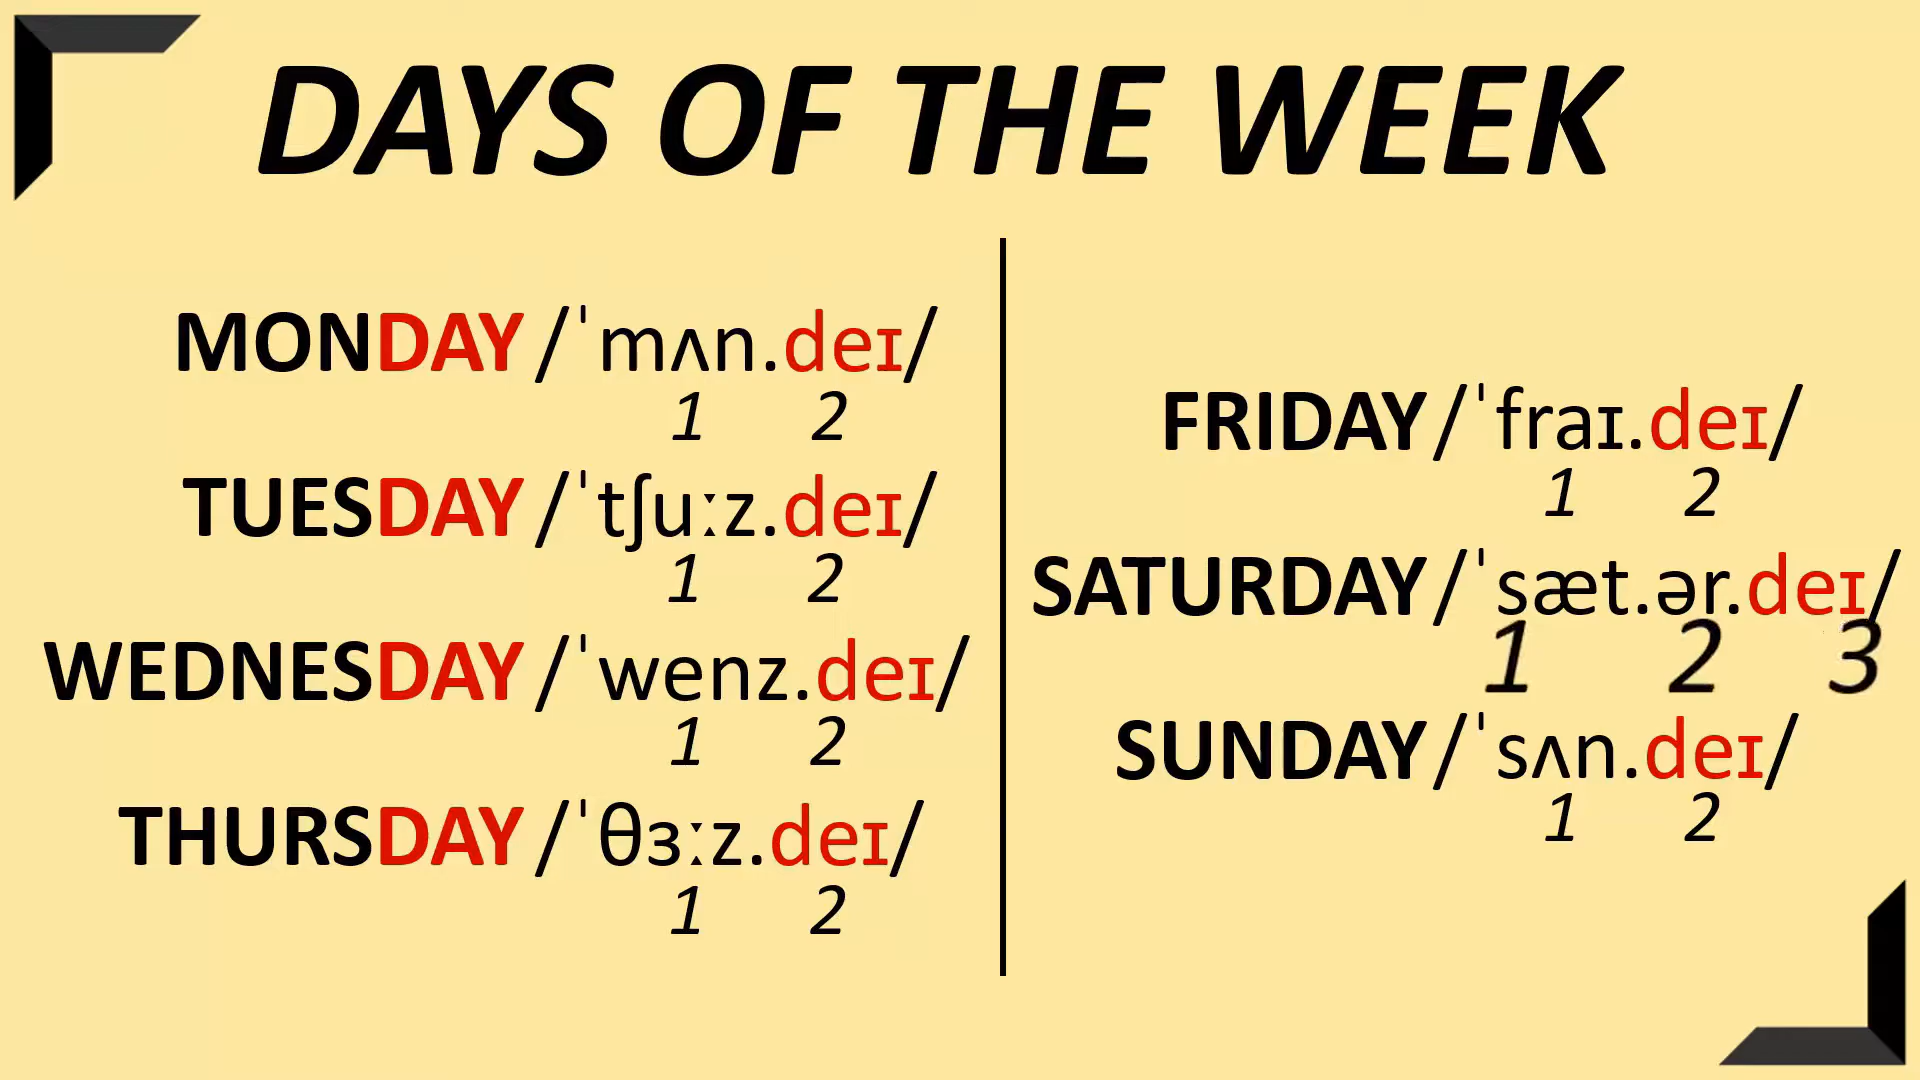 DAYS OF THE WEEK
MONDAY /ˈmʌn.deɪ/
1 2
TUESDAY /ˈtʃuːz.deɪ/
1 2
WEDNESDAY /ˈwenz.deɪ/
1 2
THURSDAY /ˈθɜːz.deɪ/
1 2
FRIDAY /ˈfraɪ.deɪ/
1 2
SATURDAY /ˈsæt.ər.deɪ/
1 2 3
SUNDAY /ˈsʌn.deɪ/
1 2